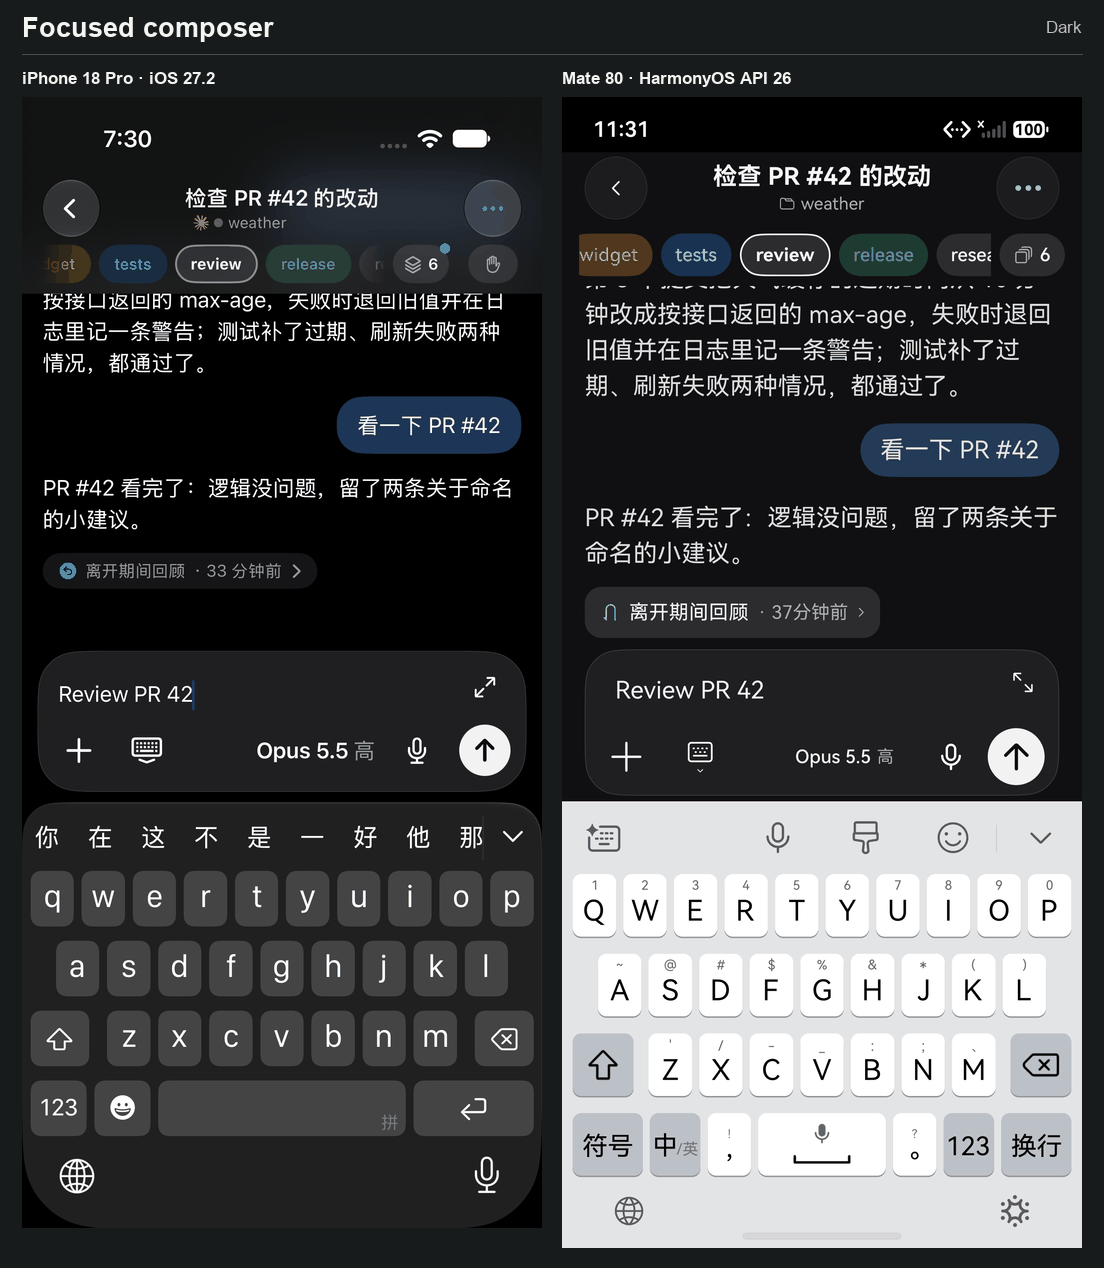 Focused composer
Dark
iPhone 18 Pro · iOS 27.2
7:30
检查 PR #42 的改动
weather
dget
tests
review
release
6
按接口返回的 max-age，失败时退回旧值并在日
志里记一条警告；测试补了过期、刷新失败两种
情况，都通过了。
看一下 PR #42
PR #42 看完了：逻辑没问题，留了两条关于命名
的小建议。
离开期间回顾 · 33 分钟前
Review PR 42
Opus 5.5 高
你 在 这 不 是 一 好 他 那
q w e r t y u i o p
a s d f g h j k l
z x c v b n m
123
拼
Mate 80 · HarmonyOS API 26
11:31
100
检查 PR #42 的改动
weather
widget
tests
review
release
resea
6
钟改成按接口返回的 max-age，失败时退回
旧值并在日志里记一条警告；测试补了过
期、刷新失败两种情况，都通过了。
看一下 PR #42
PR #42 看完了：逻辑没问题，留了两条关于
命名的小建议。
离开期间回顾 · 37分钟前
Review PR 42
Opus 5.5 高
1 2 3 4 5 6 7 8 9 0
Q W E R T Y U I O P
~ @ # $ % & * ( )
A S D F G H J K L
' / - _ : ; 、
Z X C V B N M
! ?
符号 中/英 , 。 123 换行